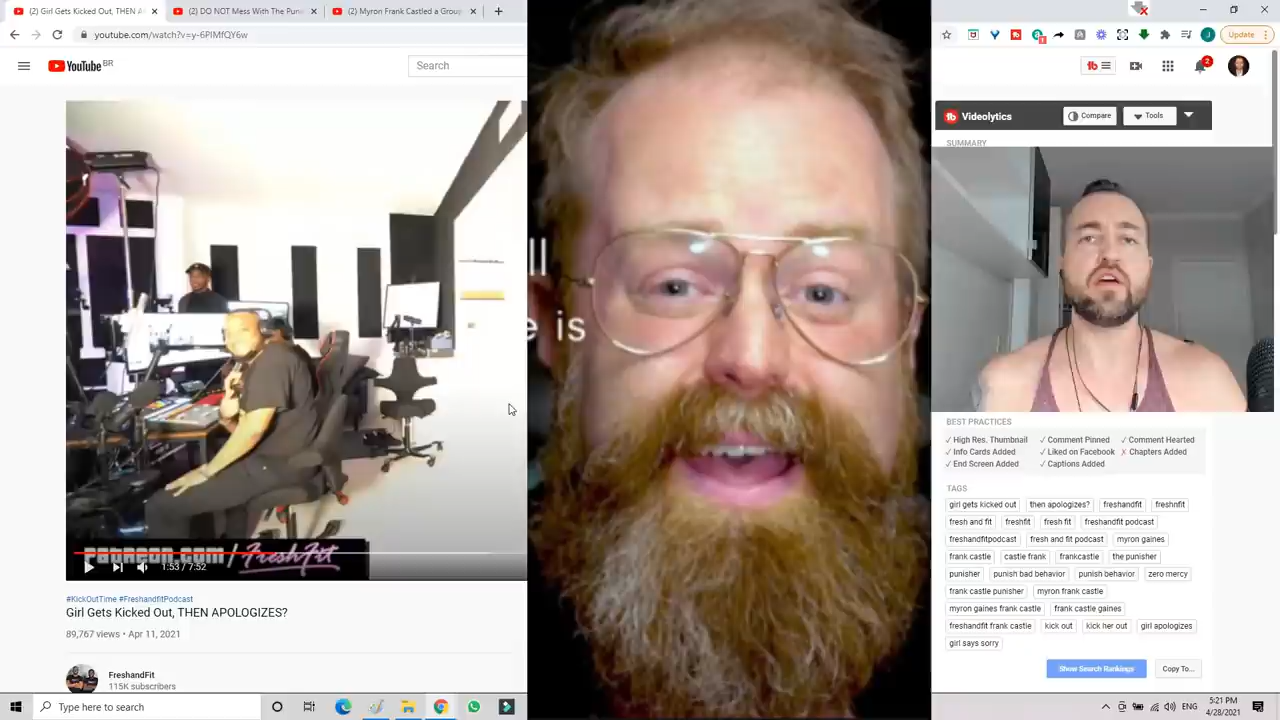 (2) Girl Gets Kicked Out, THEN A
(2) DO NOT Mess With The Pun
(2) Myron Frank Castled a Group
youtube.com/watch?v=y-6PIMfQY6w
Update
YouTube BR
Search
2
Videolytics
Compare
Tools
SUMMARY
ll
e is
patreon.com/FreshFit
1:53 / 7:52
#KickOutTime #FreshandfitPodcast
Girl Gets Kicked Out, THEN APOLOGIZES?
89,767 views • Apr 11, 2021
FreshandFit
115K subscribers
BEST PRACTICES
✓ High Res. Thumbnail ✓ Comment Pinned ✓ Comment Hearted
✓ Info Cards Added ✓ Liked on Facebook ✗ Chapters Added
✓ End Screen Added ✓ Captions Added
TAGS
girl gets kicked out then apologizes? freshandfit freshnfit
fresh and fit freshfit fresh fit freshandfit podcast
freshandfitpodcast fresh and fit podcast myron gaines
frank castle castle frank frankcastle the punisher
punisher punish bad behavior punish behavior zero mercy
frank castle punisher myron frank castle
myron gaines frank castle frank castle gaines
freshandfit frank castle kick out kick her out girl apologizes
girl says sorry
Show Search Rankings Copy To...
Type here to search
ENG
5:21 PM
4/28/2021